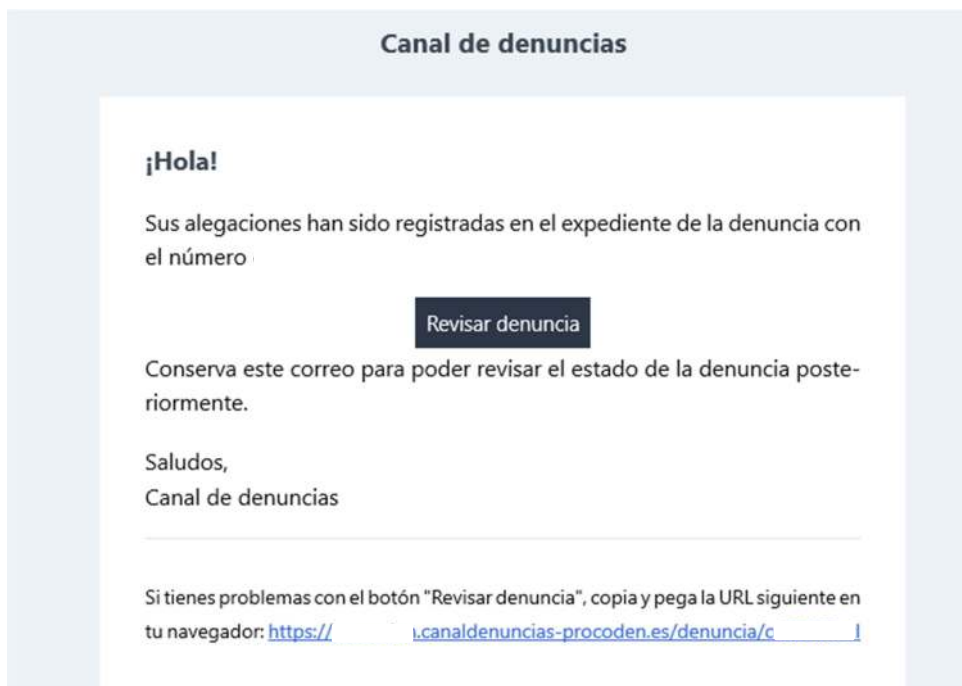 Canal de denuncias
¡Hola!
Sus alegaciones han sido registradas en el expediente de la denuncia con
el número
Revisar denuncia
Conserva este correo para poder revisar el estado de la denuncia poste-
riormente.
Saludos,
Canal de denuncias
Si tienes problemas con el botón "Revisar denuncia", copia y pega la URL siguiente en
tu navegador: https:// .canaldenuncias-procoden.es/denuncia/c